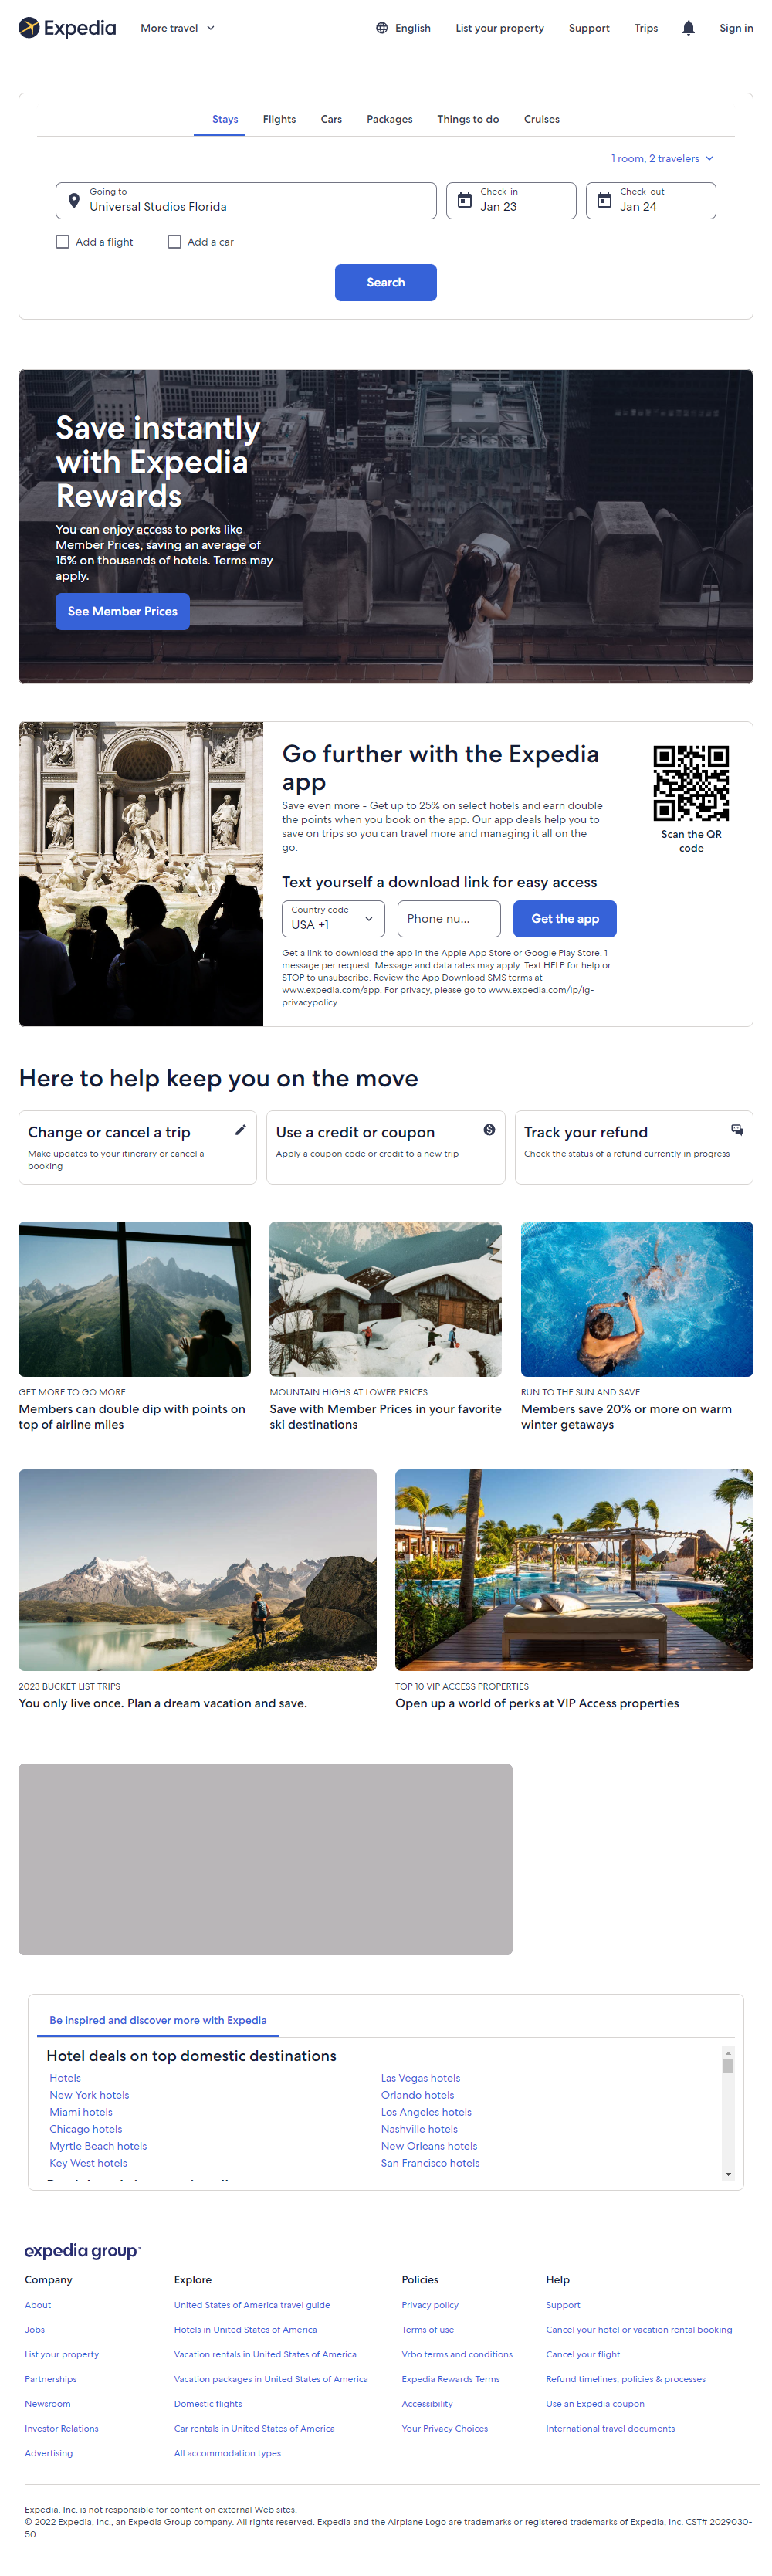 Expedia
More travel
English
List your property
Support
Trips
Sign in
Stays
Flights
Cars
Packages
Things to do
Cruises
1 room, 2 travelers
Going to
Universal Studios Florida
Check-in
Jan 23
Check-out
Jan 24
Add a flight
Add a car
Search
Save instantly
with Expedia
Rewards
You can enjoy access to perks like
Member Prices, saving an average of
15% on thousands of hotels. Terms may
apply.
See Member Prices
Go further with the Expedia
app
Save even more - Get up to 25% on select hotels and earn double
the points when you book on the app. Our app deals help you to
save on trips so you can travel more and managing it all on the
go.
Scan the QR
code
Text yourself a download link for easy access
Country code
USA +1
Phone nu...
Get the app
Get a link to download the app in the Apple App Store or Google Play Store. 1
message per request. Message and data rates may apply. Text HELP for help or
STOP to unsubscribe. Review the App Download SMS terms at
www.expedia.com/app. For privacy, please go to www.expedia.com/lp/lg-
privacypolicy.
Here to help keep you on the move
Change or cancel a trip
Make updates to your itinerary or cancel a
booking
Use a credit or coupon
Apply a coupon code or credit to a new trip
Track your refund
Check the status of a refund currently in progress
GET MORE TO GO MORE
Members can double dip with points on
top of airline miles
MOUNTAIN HIGHS AT LOWER PRICES
Save with Member Prices in your favorite
ski destinations
RUN TO THE SUN AND SAVE
Members save 20% or more on warm
winter getaways
2023 BUCKET LIST TRIPS
You only live once. Plan a dream vacation and save.
TOP 10 VIP ACCESS PROPERTIES
Open up a world of perks at VIP Access properties
Be inspired and discover more with Expedia
Hotel deals on top domestic destinations
Hotels
Las Vegas hotels
New York hotels
Orlando hotels
Miami hotels
Los Angeles hotels
Chicago hotels
Nashville hotels
Myrtle Beach hotels
New Orleans hotels
Key West hotels
San Francisco hotels
expedia group
Company
About
Jobs
List your property
Partnerships
Newsroom
Investor Relations
Advertising
Explore
United States of America travel guide
Hotels in United States of America
Vacation rentals in United States of America
Vacation packages in United States of America
Domestic flights
Car rentals in United States of America
All accommodation types
Policies
Privacy policy
Terms of use
Vrbo terms and conditions
Expedia Rewards Terms
Accessibility
Your Privacy Choices
Help
Support
Cancel your hotel or vacation rental booking
Cancel your flight
Refund timelines, policies & processes
Use an Expedia coupon
International travel documents
Expedia, Inc. is not responsible for content on external Web sites.
© 2022 Expedia, Inc., an Expedia Group company. All rights reserved. Expedia and the Airplane Logo are trademarks or registered trademarks of Expedia, Inc. CST# 2029030-
50.